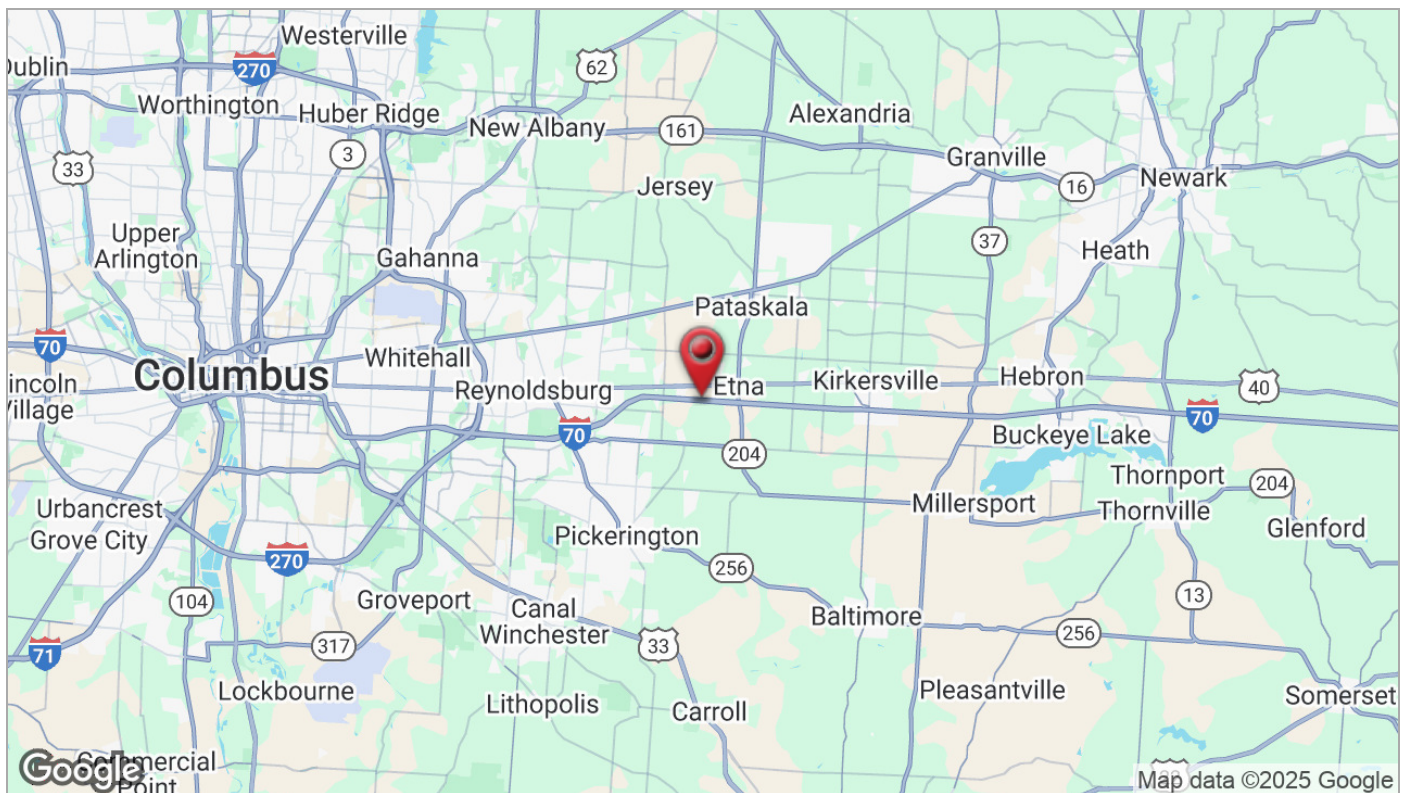 Westerville
Dublin
270
62
Worthington
Huber Ridge
New Albany
161
Alexandria
3
33
Granville
16
Newark
Jersey
Upper
Arlington
Gahanna
37
Heath
Pataskala
70
Whitehall
Columbus
Lincoln
Village
Reynoldsburg
Etna
Kirkersville
Hebron
40
70
70
Buckeye Lake
204
Thornport
204
Millersport
Thornville
Urbancrest
Glenford
Grove City
Pickerington
270
256
104
Groveport
Canal
Winchester
13
Baltimore
256
317
33
71
Lockbourne
Lithopolis
Carroll
Pleasantville
Somerset
Commercial
Point
Google
Map data ©2025 Google